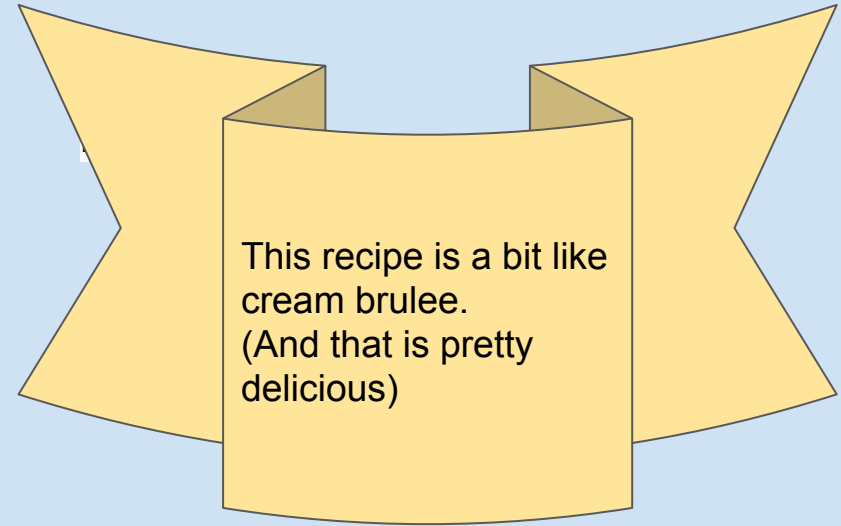 This recipe is a bit like
cream brulee.
(And that is pretty
delicious)